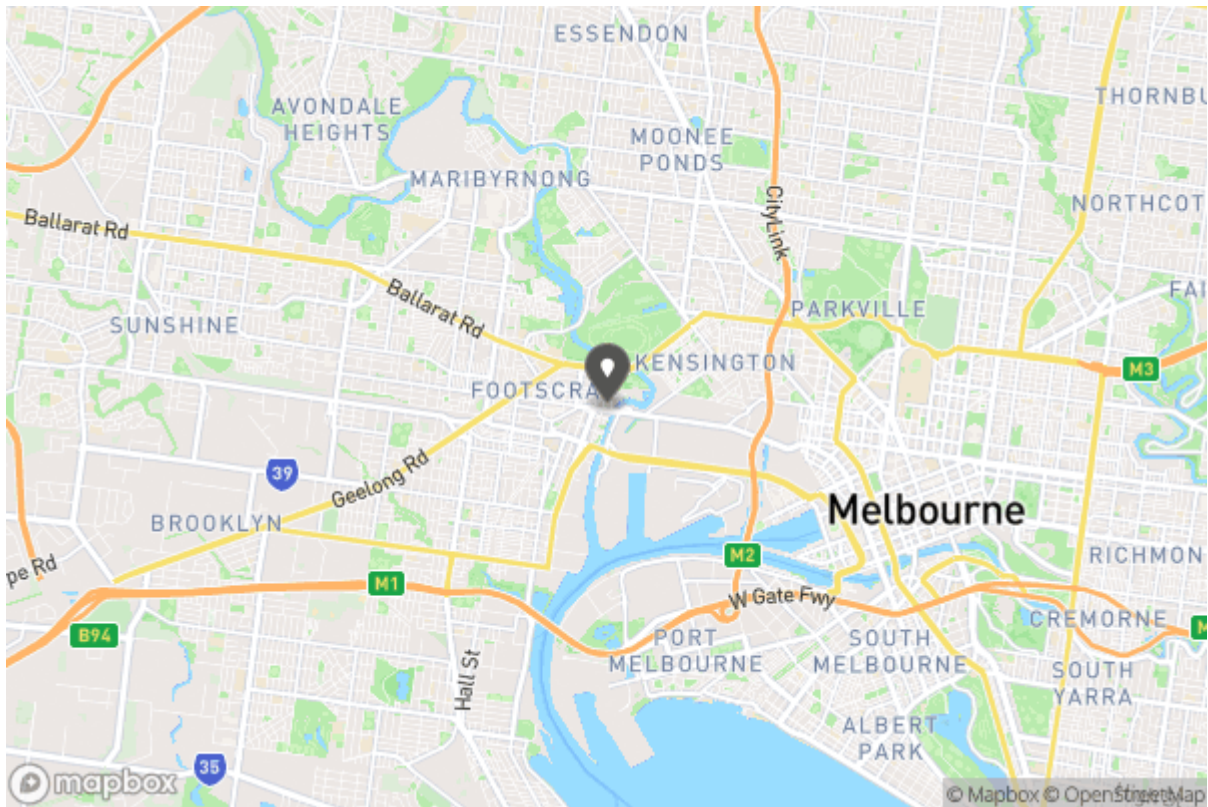 ESSENDON
THORNBU
AVONDALE
HEIGHTS
MOONEE
PONDS
MARIBYRNONG
CityLink
NORTHCOT
Ballarat Rd
Ballarat Rd
FAI
PARKVILLE
SUNSHINE
KENSINGTON
M3
FOOTSCRA
39
Geelong Rd
Melbourne
BROOKLYN
M2
RICHMON
pe Rd
M1
W Gate Fwy
B94
CREMORNE
M
PORT
MELBOURNE
SOUTH
MELBOURNE
SOUTH
YARRA
Hall St
ALBERT
PARK
35
mapbox
© Mapbox © OpenStreetMap